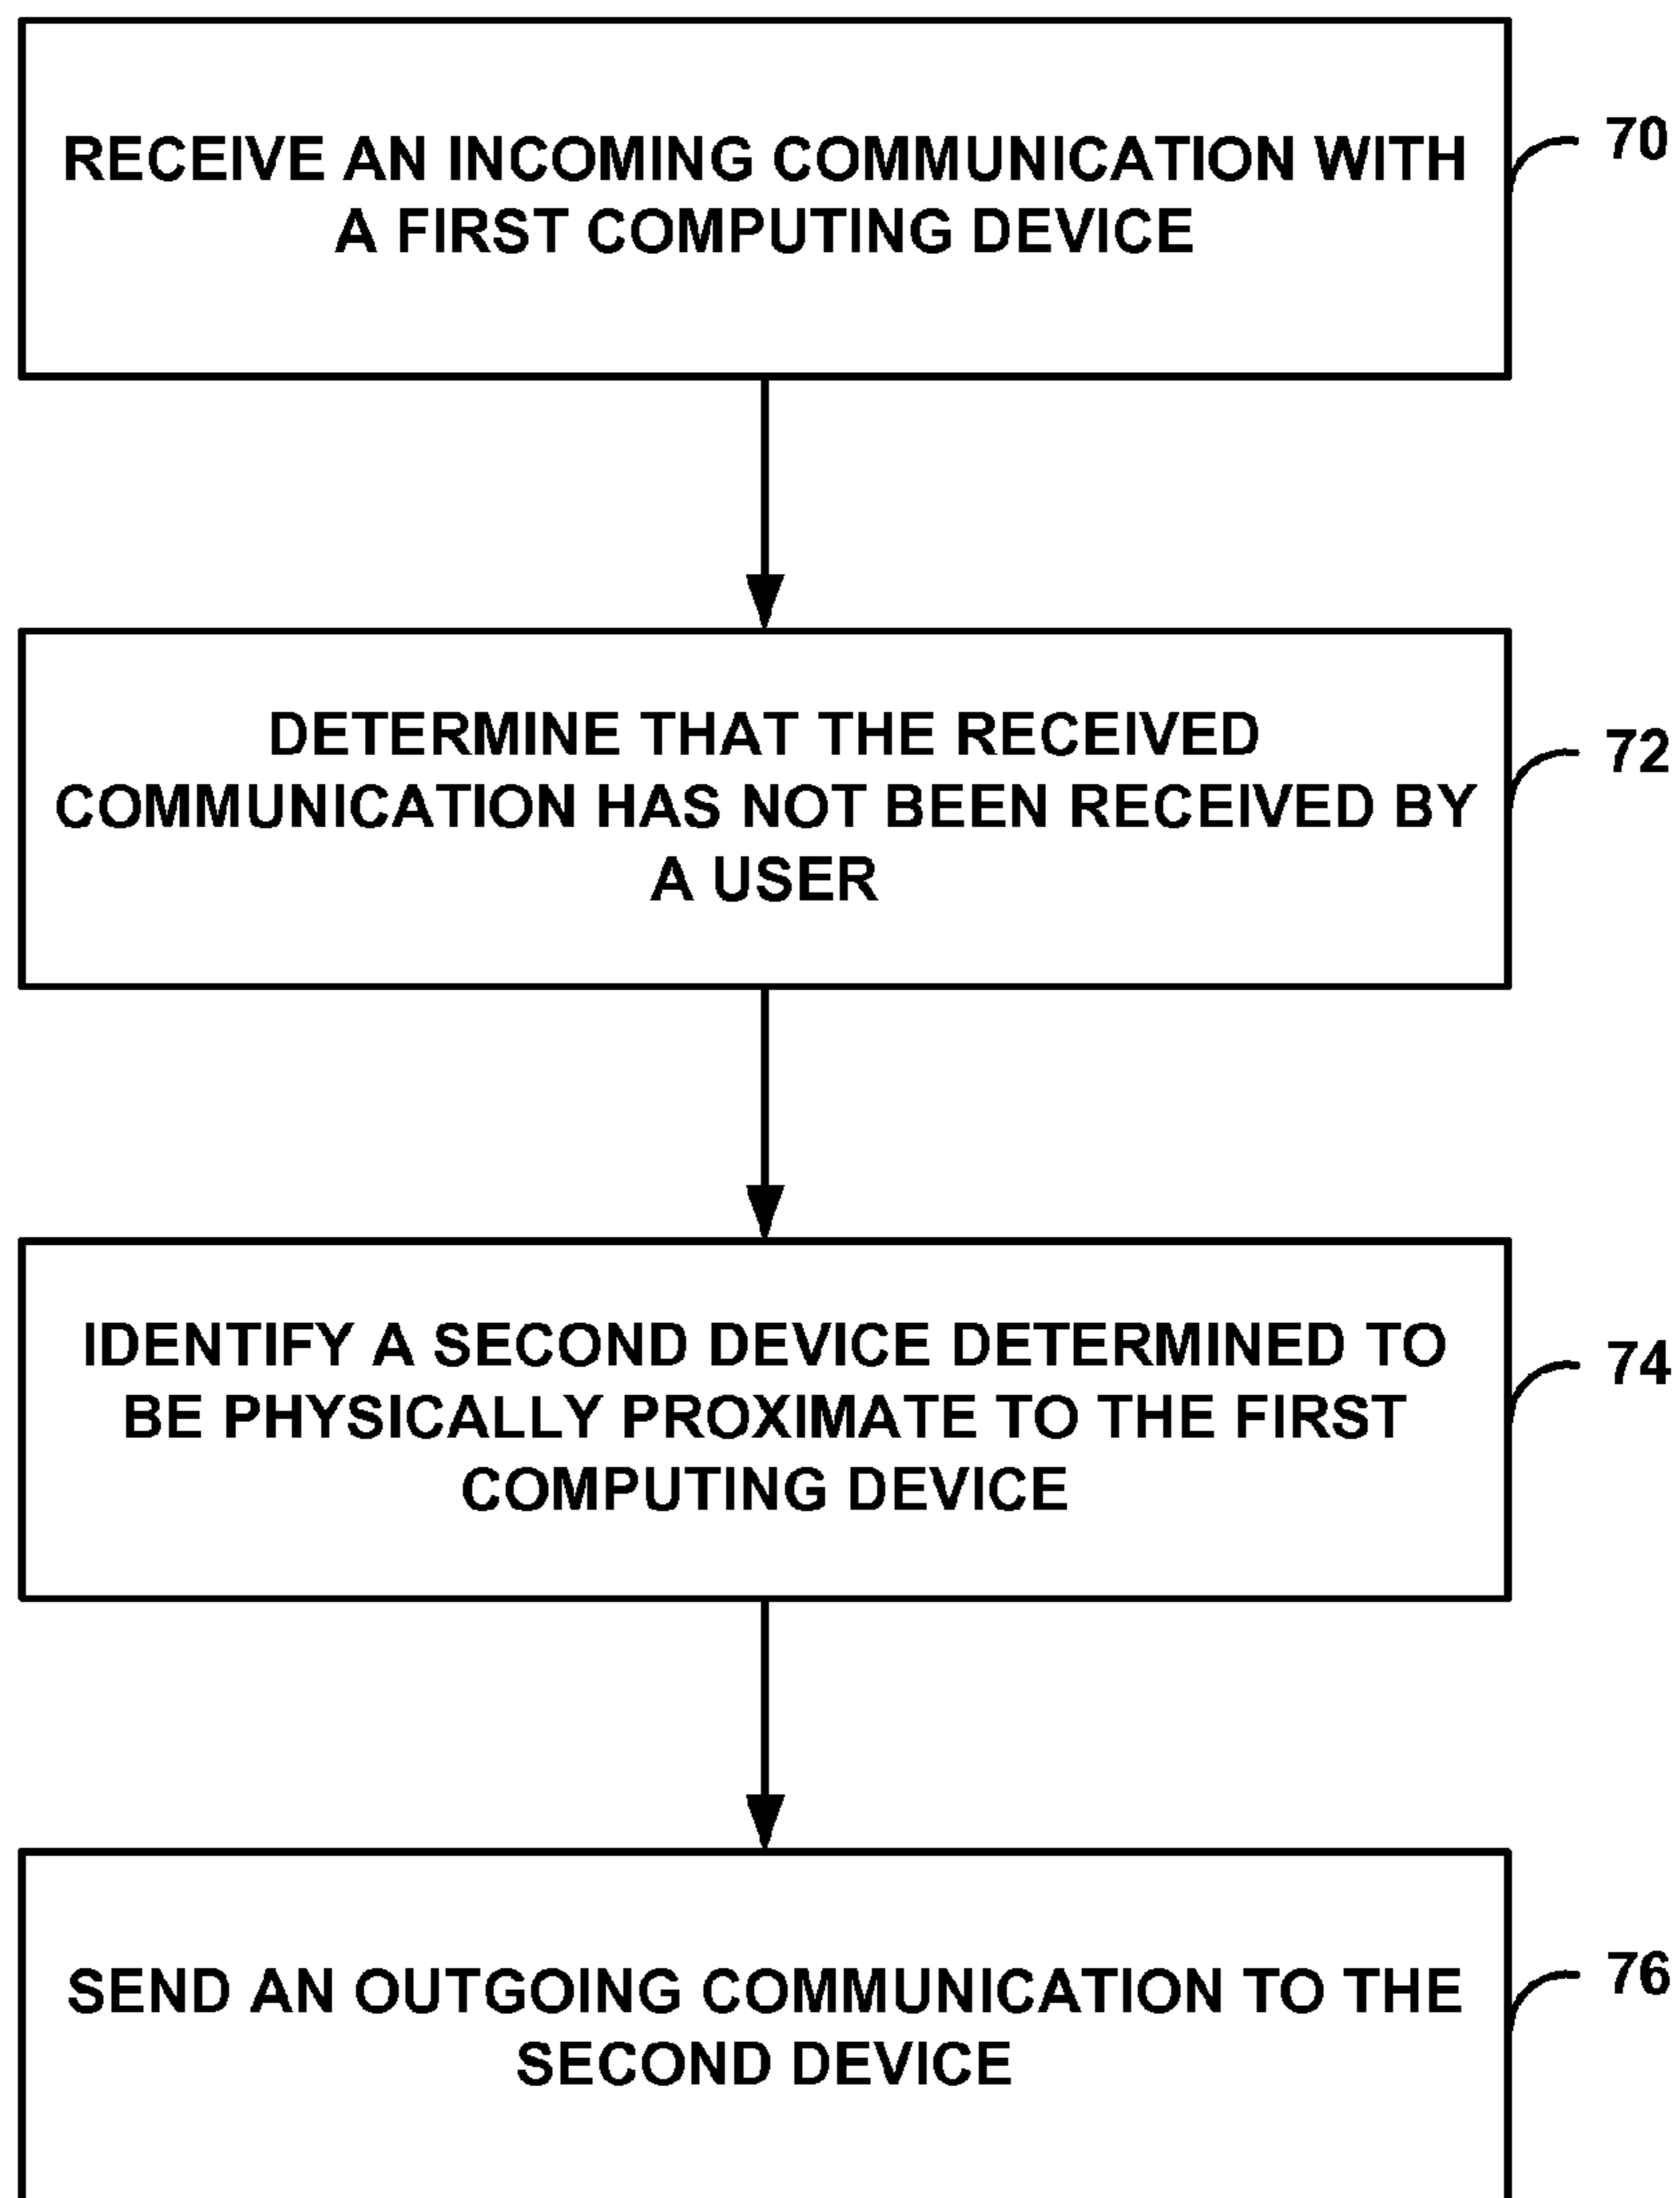 RECEIVE AN INCOMING COMMUNICATION WITH
A FIRST COMPUTING DEVICE
70
DETERMINE THAT THE RECEIVED
COMMUNICATION HAS NOT BEEN RECEIVED BY
A USER
72
IDENTIFY A SECOND DEVICE DETERMINED TO
BE PHYSICALLY PROXIMATE TO THE FIRST
COMPUTING DEVICE
74
SEND AN OUTGOING COMMUNICATION TO THE
SECOND DEVICE
76